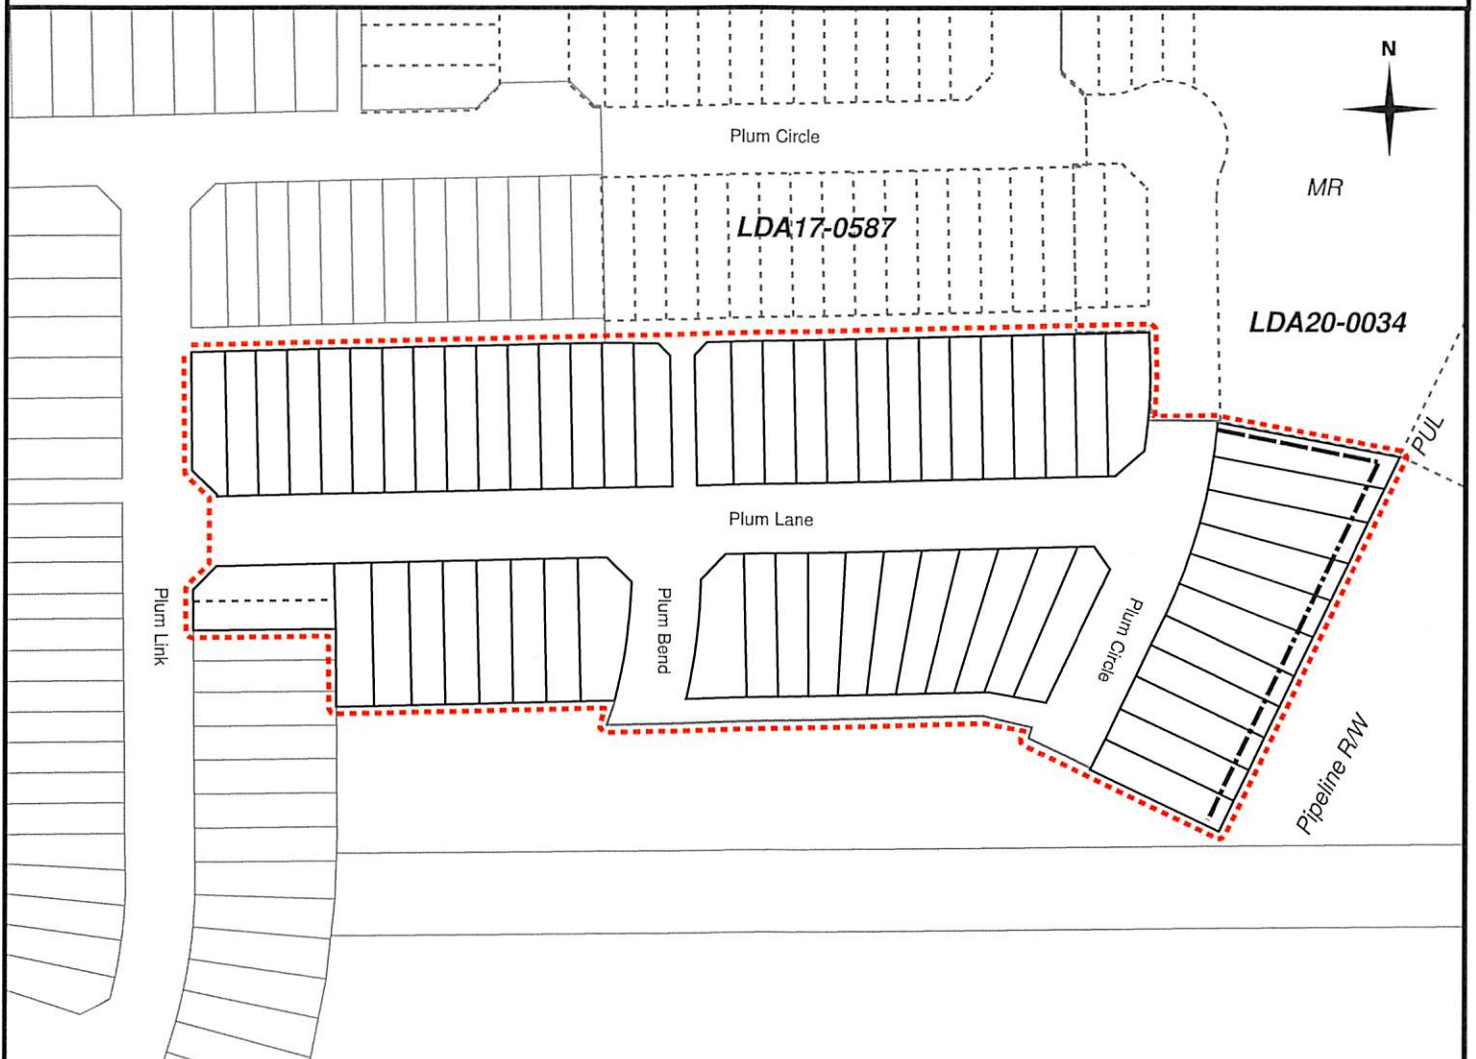 N
Plum Circle
MR
LDA17-0587
LDA20-0034
PUL
Plum Lane
Plum Link
Plum Bend
Plum Circle
Pipeline R/W